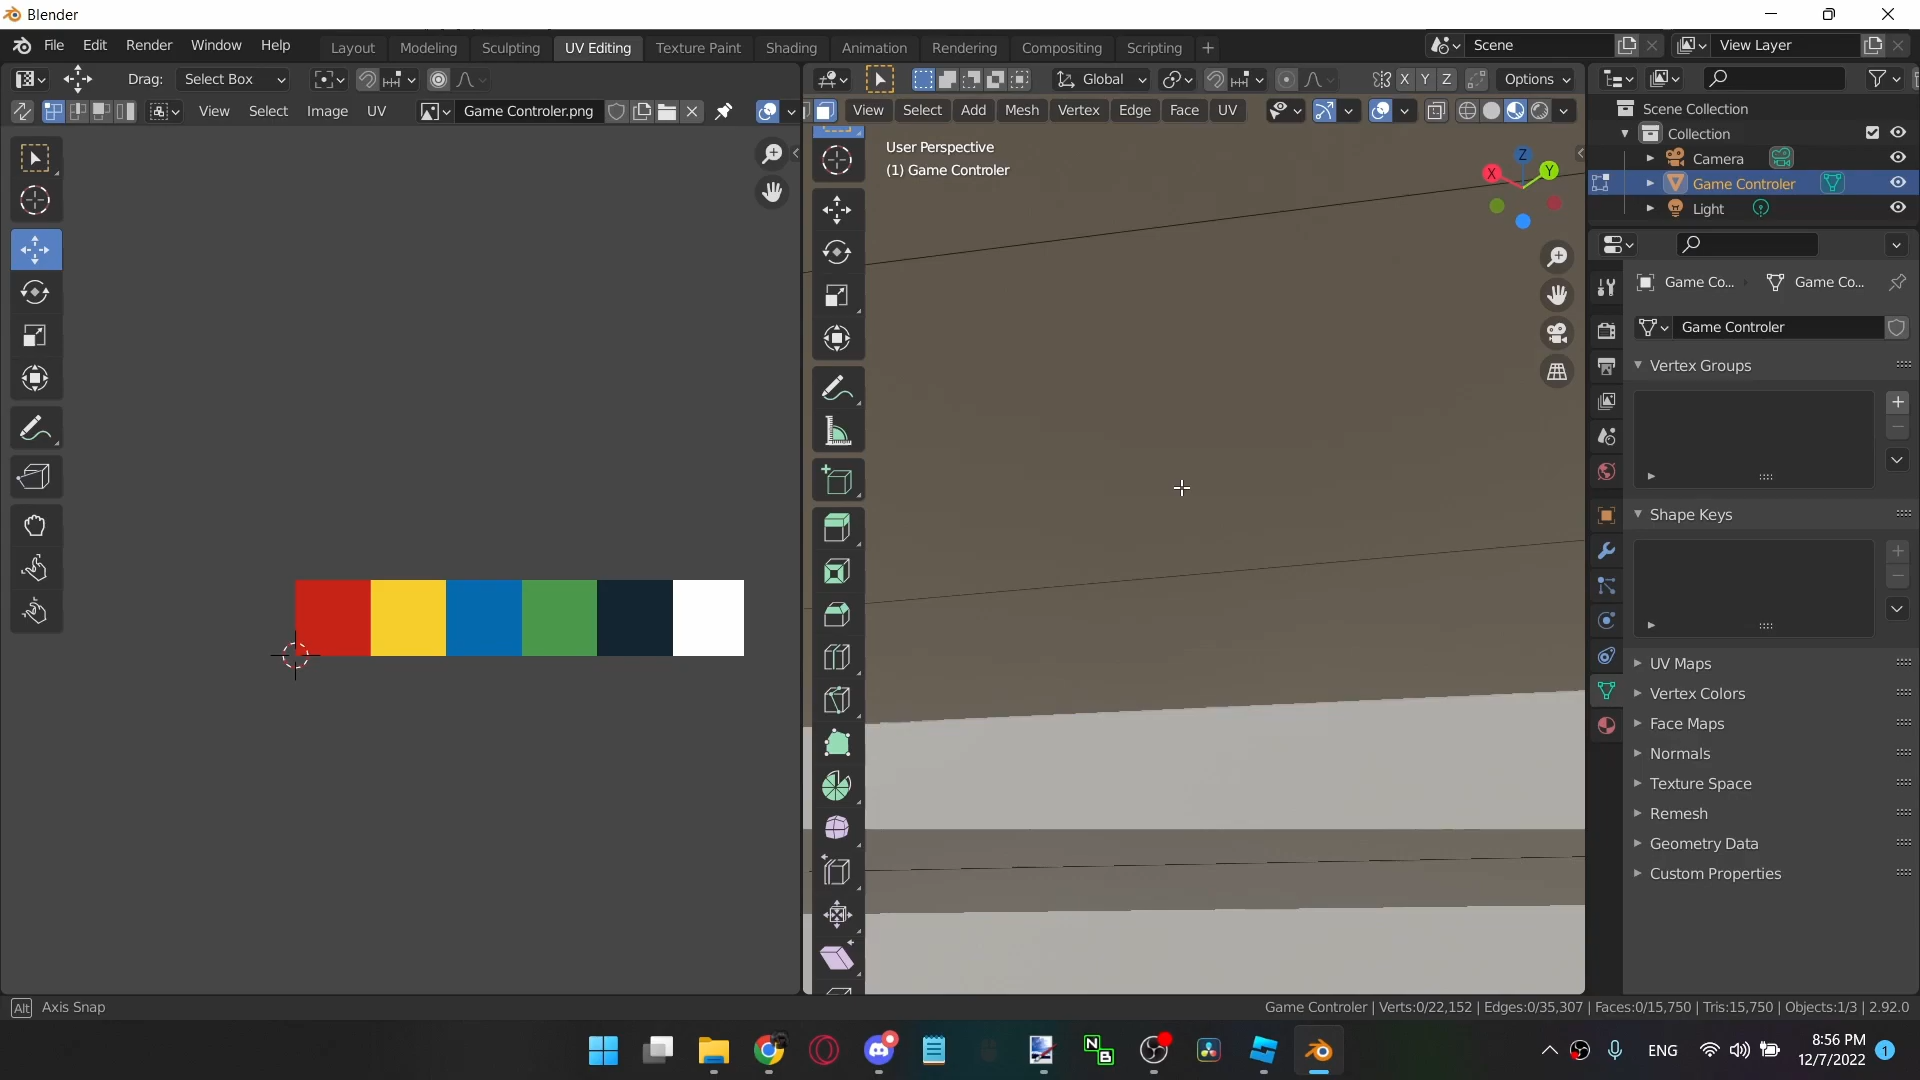 Blender
File Edit Render Window Help Layout Modeling Sculpting UV Editing Texture Paint Shading Animation Rendering Compositing Scripting + Scene View Layer
Drag: Select Box Global X Y Z Options
View Select Image UV Game Controler.png View Select Add Mesh Vertex Edge Face UV
Scene Collection
Collection
Camera
Game Controler
Light
User Perspective
(1) Game Controler
Z
X
Y
Game Co... Game Co...
Game Controler
Vertex Groups
Shape Keys
UV Maps
Vertex Colors
Face Maps
Normals
Texture Space
Remesh
Geometry Data
Custom Properties
Alt Axis Snap Game Controler | Verts:0/22,152 | Edges:0/35,307 | Faces:0/15,750 | Tris:15,750 | Objects:1/3 | 2.92.0
N B ENG 8:56 PM
12/7/2022 1